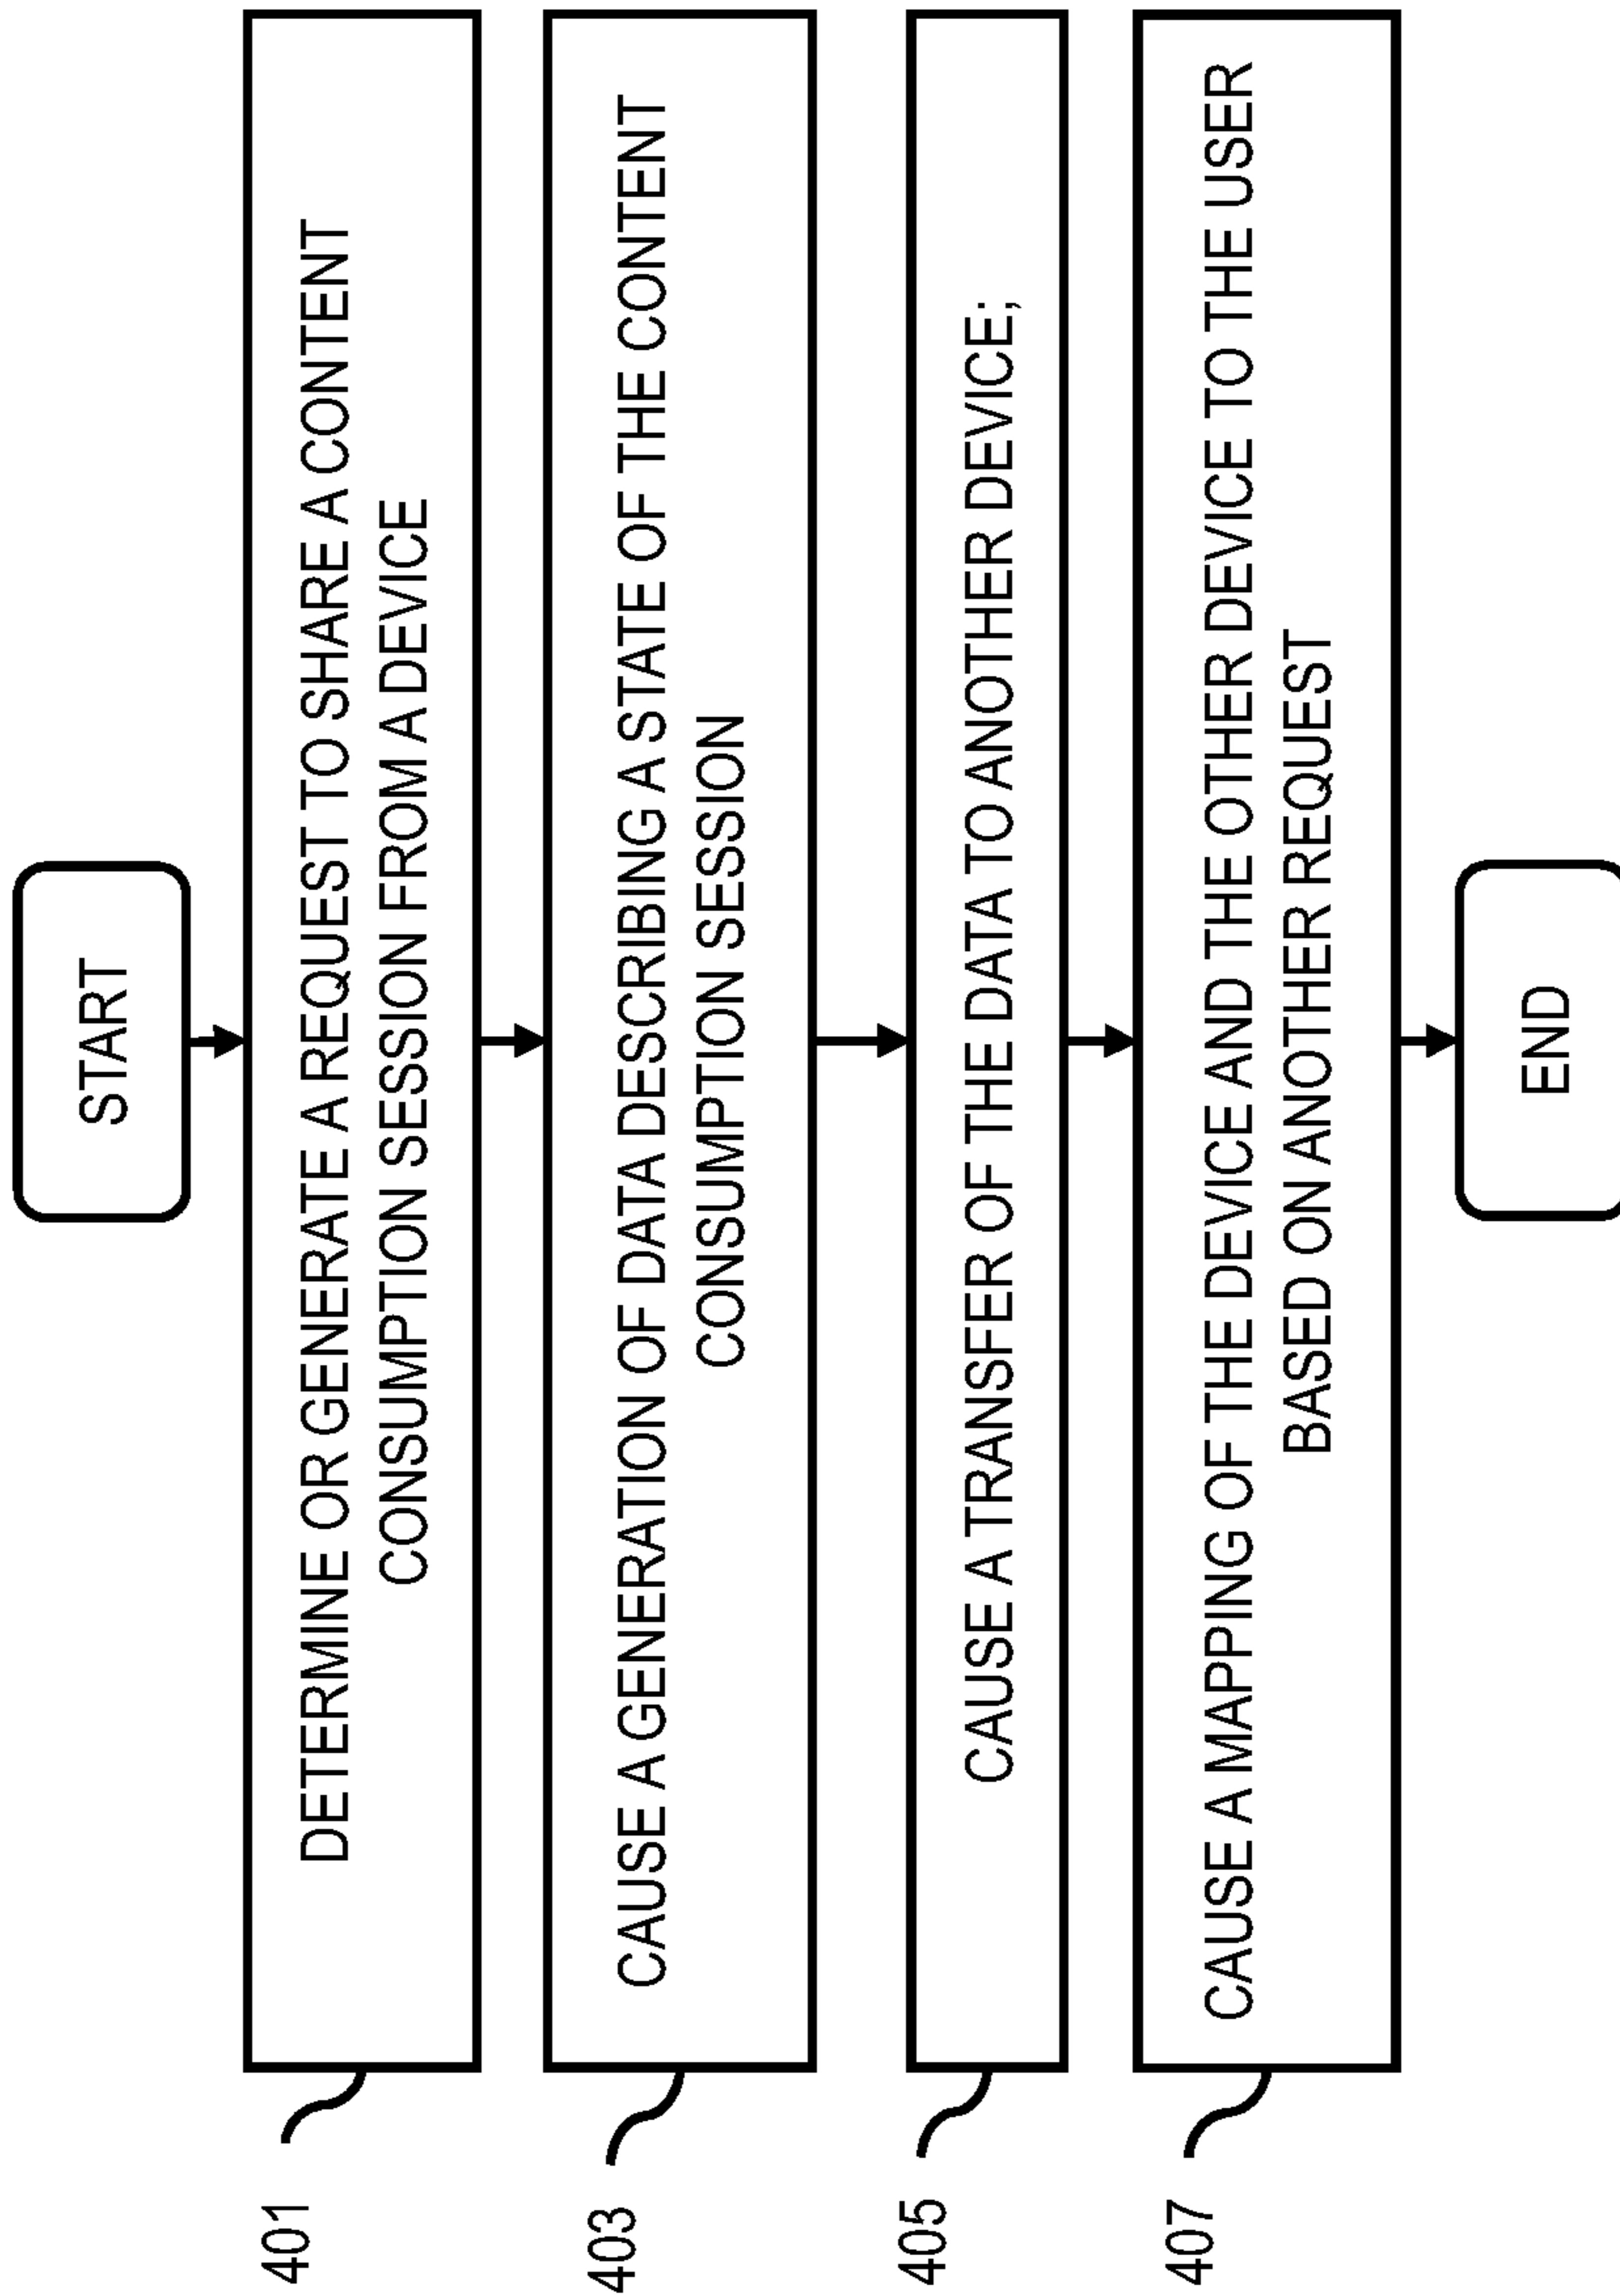 START
401
DETERMINE OR GENERATE A REQUEST TO SHARE A CONTENT
CONSUMPTION SESSION FROM A DEVICE
403
CAUSE A GENERATION OF DATA DESCRIBING A STATE OF THE CONTENT
CONSUMPTION SESSION
405
CAUSE A TRANSFER OF THE DATA TO ANOTHER DEVICE;
407
CAUSE A MAPPING OF THE DEVICE AND THE OTHER DEVICE TO THE USER
BASED ON ANOTHER REQUEST
END